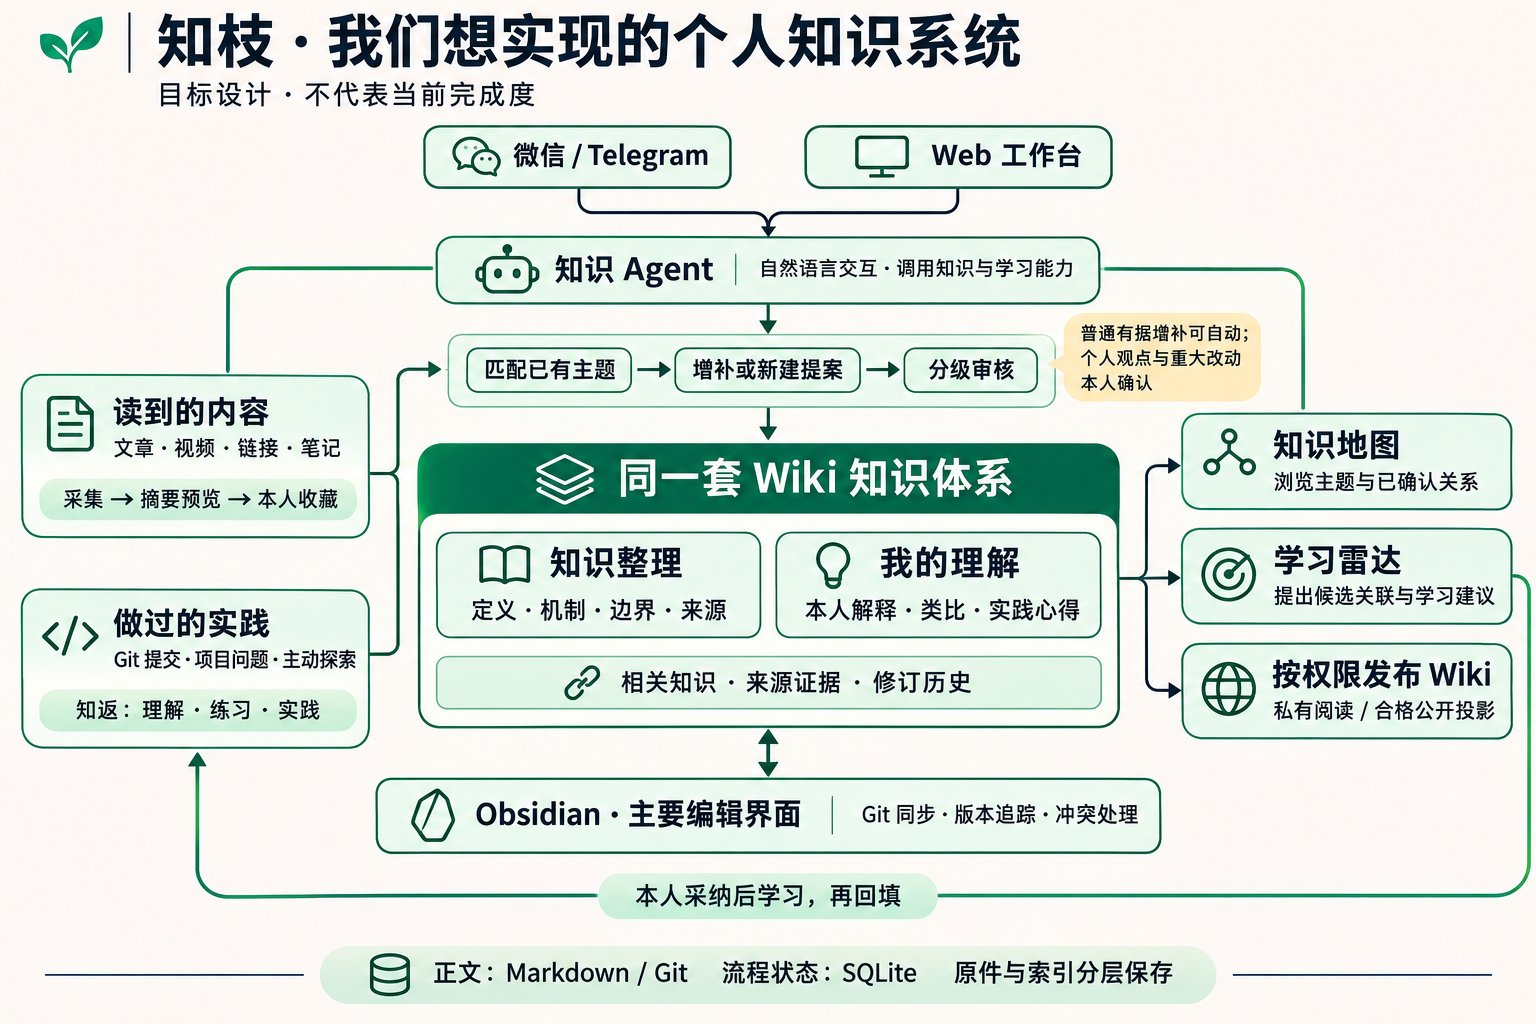 知枝 · 我们想实现的个人知识系统
目标设计 · 不代表当前完成度
微信 / Telegram
Web 工作台
知识 Agent
自然语言交互 · 调用知识与学习能力
匹配已有主题
增补或新建提案
分级审核
普通有据增补可自动；
个人观点与重大改动
本人确认
读到的内容
文章 · 视频 · 链接 · 笔记
采集 → 摘要预览 → 本人收藏
做过的实践
Git 提交 · 项目问题 · 主动探索
知返：理解 · 练习 · 实践
同一套 Wiki 知识体系
知识整理
定义 · 机制 · 边界 · 来源
我的理解
本人解释 · 类比 · 实践心得
相关知识 · 来源证据 · 修订历史
知识地图
浏览主题与已确认关系
学习雷达
提出候选关联与学习建议
按权限发布 Wiki
私有阅读 / 合格公开投影
Obsidian · 主要编辑界面
Git 同步 · 版本追踪 · 冲突处理
本人采纳后学习，再回填
正文：Markdown / Git 流程状态：SQLite 原件与索引分层保存